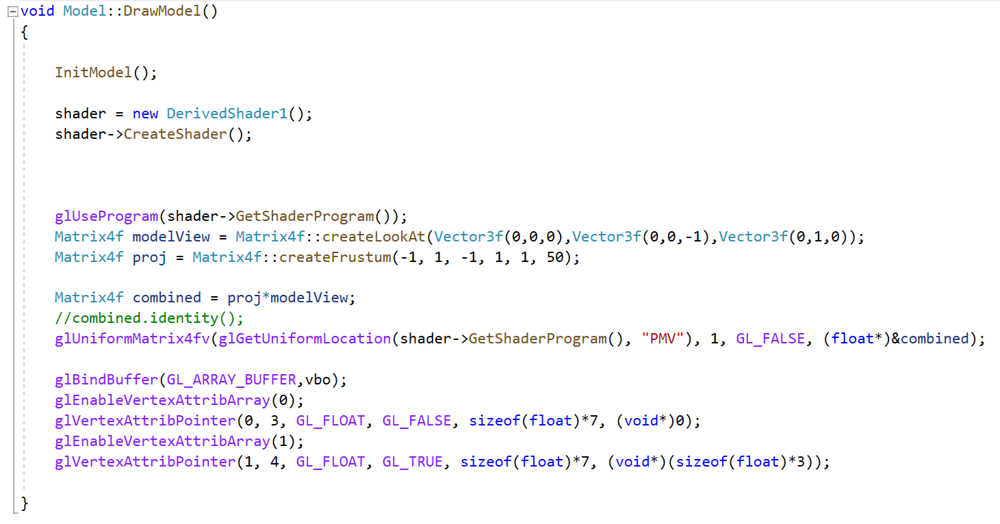 void Model::DrawModel()
{
InitModel();
shader = new DerivedShader1();
shader->CreateShader();
glUseProgram(shader->GetShaderProgram());
Matrix4f modelView = Matrix4f::createLookAt(Vector3f(0,0,0),Vector3f(0,0,-1),Vector3f(0,1,0));
Matrix4f proj = Matrix4f::createFrustum(-1, 1, -1, 1, 1, 50);
Matrix4f combined = proj*modelView;
//combined.identity();
glUniformMatrix4fv(glGetUniformLocation(shader->GetShaderProgram(), "PMV"), 1, GL_FALSE, (float*)&combined);
glBindBuffer(GL_ARRAY_BUFFER,vbo);
glEnableVertexAttribArray(0);
glVertexAttribPointer(0, 3, GL_FLOAT, GL_FALSE, sizeof(float)*7, (void*)0);
glEnableVertexAttribArray(1);
glVertexAttribPointer(1, 4, GL_FLOAT, GL_TRUE, sizeof(float)*7, (void*)(sizeof(float)*3));
}